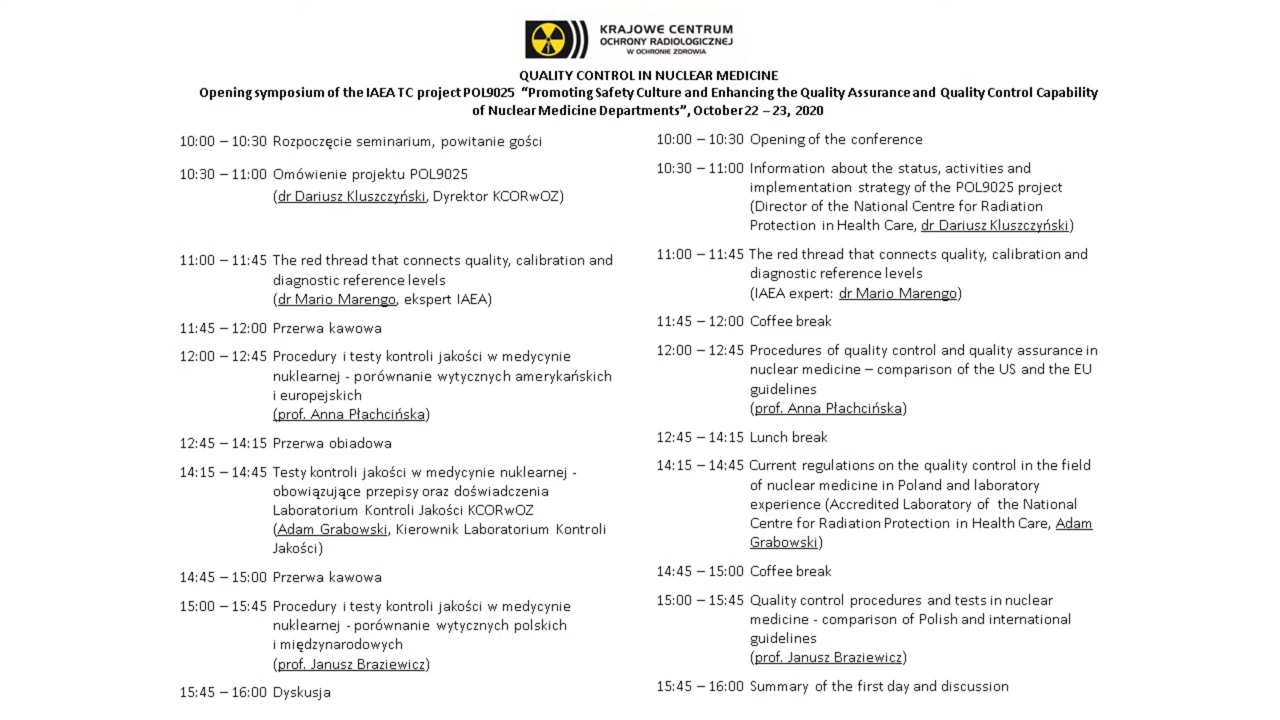 KRAJOWE CENTRUM
OCHRONY RADIOLOGICZNEJ
W OCHRONIE ZDROWIA
QUALITY CONTROL IN NUCLEAR MEDICINE
Opening symposium of the IAEA TC project POL9025 “Promoting Safety Culture and Enhancing the Quality Assurance and Quality Control Capability
of Nuclear Medicine Departments”, October 22 – 23, 2020
10:00 – 10:30 Rozpoczęcie seminarium, powitanie gości
10:30 – 11:00 Omówienie projektu POL9025
(dr Dariusz Kluszczyński, Dyrektor KCORwOZ)
11:00 – 11:45 The red thread that connects quality, calibration and
diagnostic reference levels
(dr Mario Marengo, ekspert IAEA)
11:45 – 12:00 Przerwa kawowa
12:00 – 12:45 Procedury i testy kontroli jakości w medycynie
nuklearnej - porównanie wytycznych amerykańskich
i europejskich
(prof. Anna Płachcińska)
12:45 – 14:15 Przerwa obiadowa
14:15 – 14:45 Testy kontroli jakości w medycynie nuklearnej -
obowiązujące przepisy oraz doświadczenia
Laboratorium Kontroli Jakości KCORwOZ
(Adam Grabowski, Kierownik Laboratorium Kontroli
Jakości)
14:45 – 15:00 Przerwa kawowa
15:00 – 15:45 Procedury i testy kontroli jakości w medycynie
nuklearnej - porównanie wytycznych polskich
i międzynarodowych
(prof. Janusz Braziewicz)
15:45 – 16:00 Dyskusja
10:00 – 10:30 Opening of the conference
10:30 – 11:00 Information about the status, activities and
implementation strategy of the POL9025 project
(Director of the National Centre for Radiation
Protection in Health Care, dr Dariusz Kluszczyński)
11:00 – 11:45 The red thread that connects quality, calibration and
diagnostic reference levels
(IAEA expert: dr Mario Marengo)
11:45 – 12:00 Coffee break
12:00 – 12:45 Procedures of quality control and quality assurance in
nuclear medicine – comparison of the US and the EU
guidelines
(prof. Anna Płachcińska)
12:45 – 14:15 Lunch break
14:15 – 14:45 Current regulations on the quality control in the field
of nuclear medicine in Poland and laboratory
experience (Accredited Laboratory of the National
Centre for Radiation Protection in Health Care, Adam
Grabowski)
14:45 – 15:00 Coffee break
15:00 – 15:45 Quality control procedures and tests in nuclear
medicine - comparison of Polish and international
guidelines
(prof. Janusz Braziewicz)
15:45 – 16:00 Summary of the first day and discussion